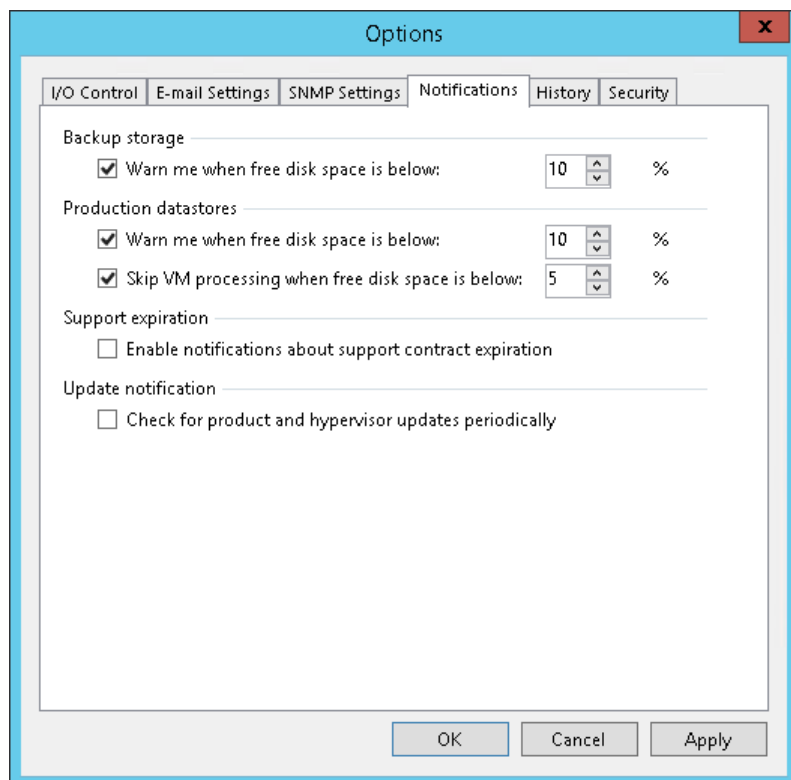 Options
x
I/O Control E-mail Settings SNMP Settings Notifications History Security
Backup storage
Warn me when free disk space is below: 10 %
Production datastores
Warn me when free disk space is below: 10 %
Skip VM processing when free disk space is below: 5 %
Support expiration
Enable notifications about support contract expiration
Update notification
Check for product and hypervisor updates periodically
OK Cancel Apply